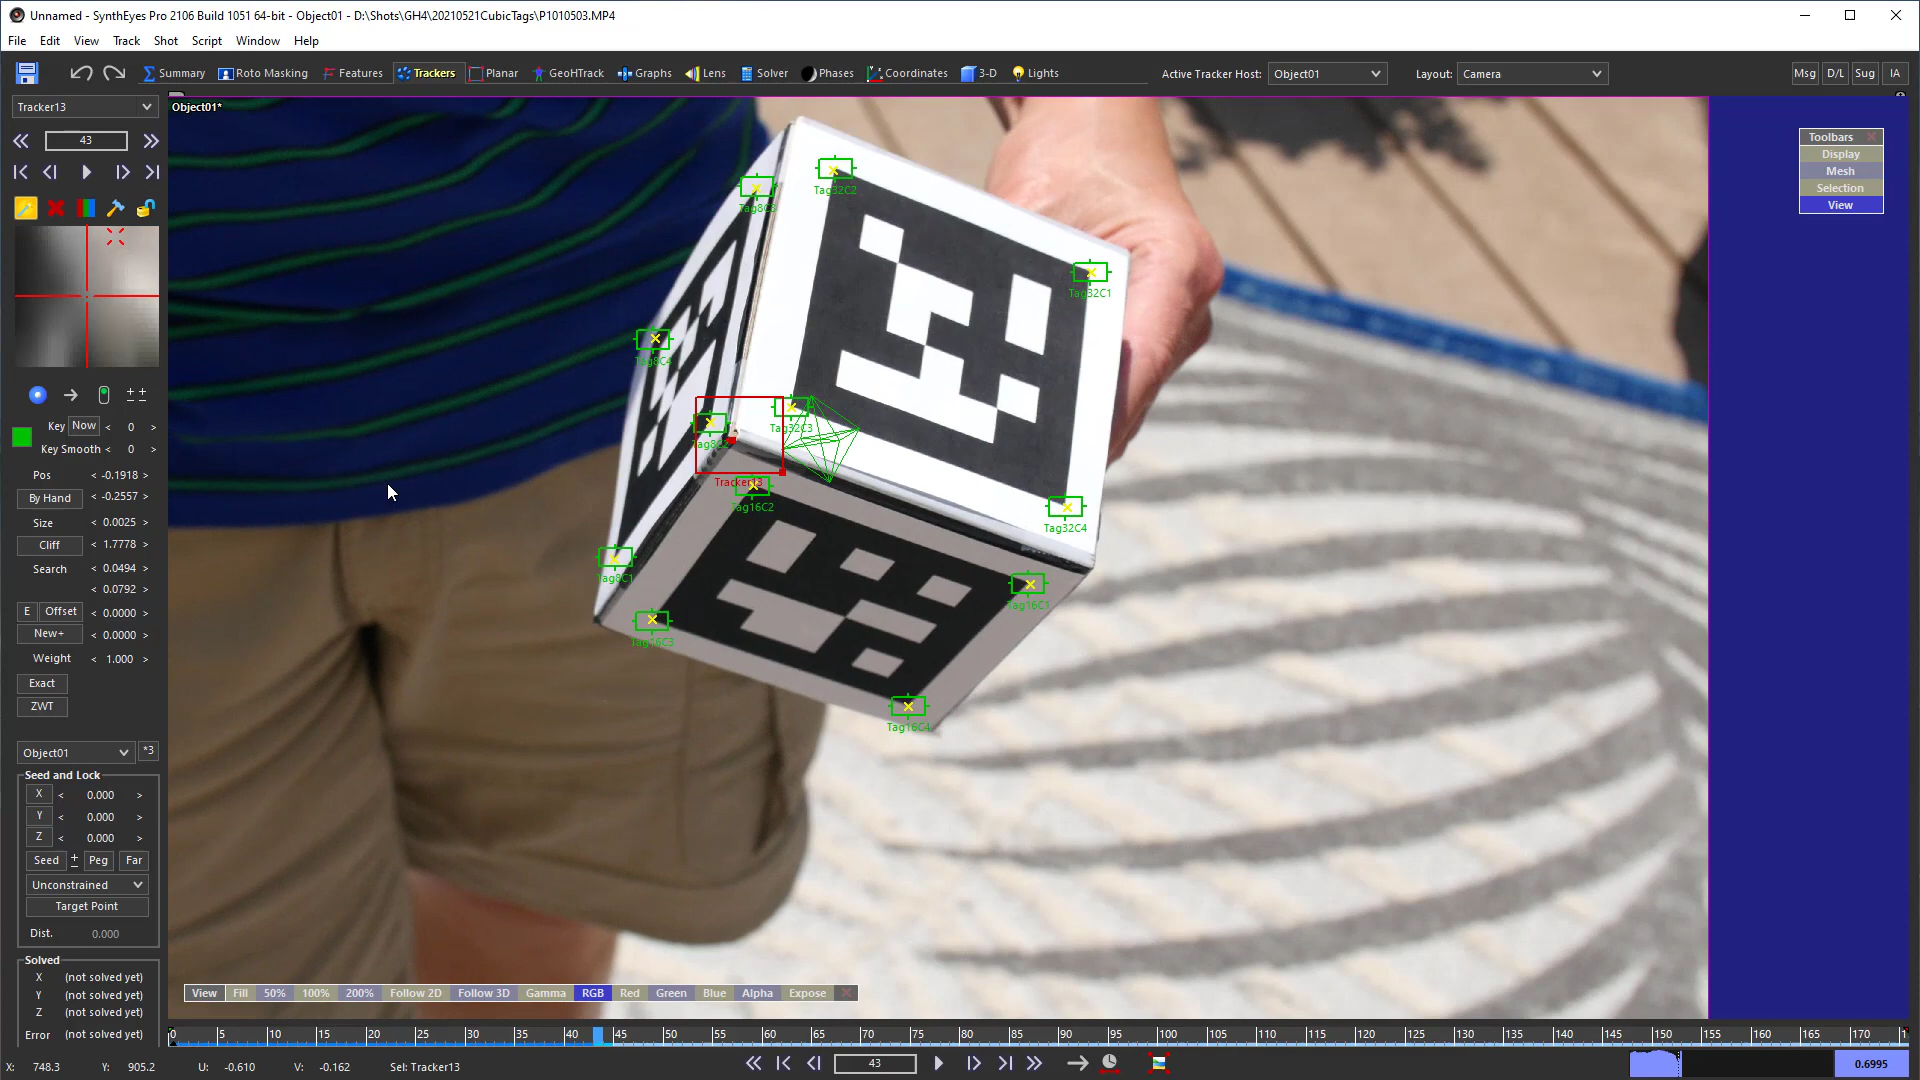 Unnamed - SynthEyes Pro 2106 Build 1051 64-bit - Object01 - D:\Shots\GH4\20210521CubicTags\P1010503.MP4
File Edit View Track Shot Script Window Help
Summary Roto Masking Features Trackers Planar GeoHTrack Graphs Lens Solver Phases Coordinates 3-D Lights Active Tracker Host: Object01 Layout: Camera Msg D/L Sug IA
Tracker13
Object01*
43
Toolbars
Display
Mesh
Selection
View
Tag32C2
Tag8C3
Tag32C1
Tag8C4
Tag32C3
Tag8C2
Tracker13
Tag16C2
Tag32C4
Tag8C1
Tag16C1
Tag16C3
Tag16C4
Key Now < 0 >
Key Smooth < 0 >
Pos < -0.1918 >
By Hand < -0.2557 >
Size < 0.0025 >
Cliff < 1.7778 >
Search < 0.0494 >
< 0.0792 >
E Offset < 0.0000 >
New+ < 0.0000 >
Weight < 1.000 >
Exact
ZWT
Object01 *3
Seed and Lock
X < 0.000 >
Y < 0.000 >
Z < 0.000 >
Seed Peg Far
Unconstrained
Target Point
Dist. 0.000
Solved
X (not solved yet)
Y (not solved yet)
Z (not solved yet)
Error (not solved yet)
View Fill 50% 100% 200% Follow 2D Follow 3D Gamma RGB Red Green Blue Alpha Expose
0 5 10 15 20 25 30 35 40 45 50 55 60 65 70 75 80 85 90 95 100 105 110 115 120 125 130 135 140 145 150 155 160 165 170
X: 748.3 Y: 905.2 U: -0.610 V: -0.162 Sel: Tracker13 43 0.6995